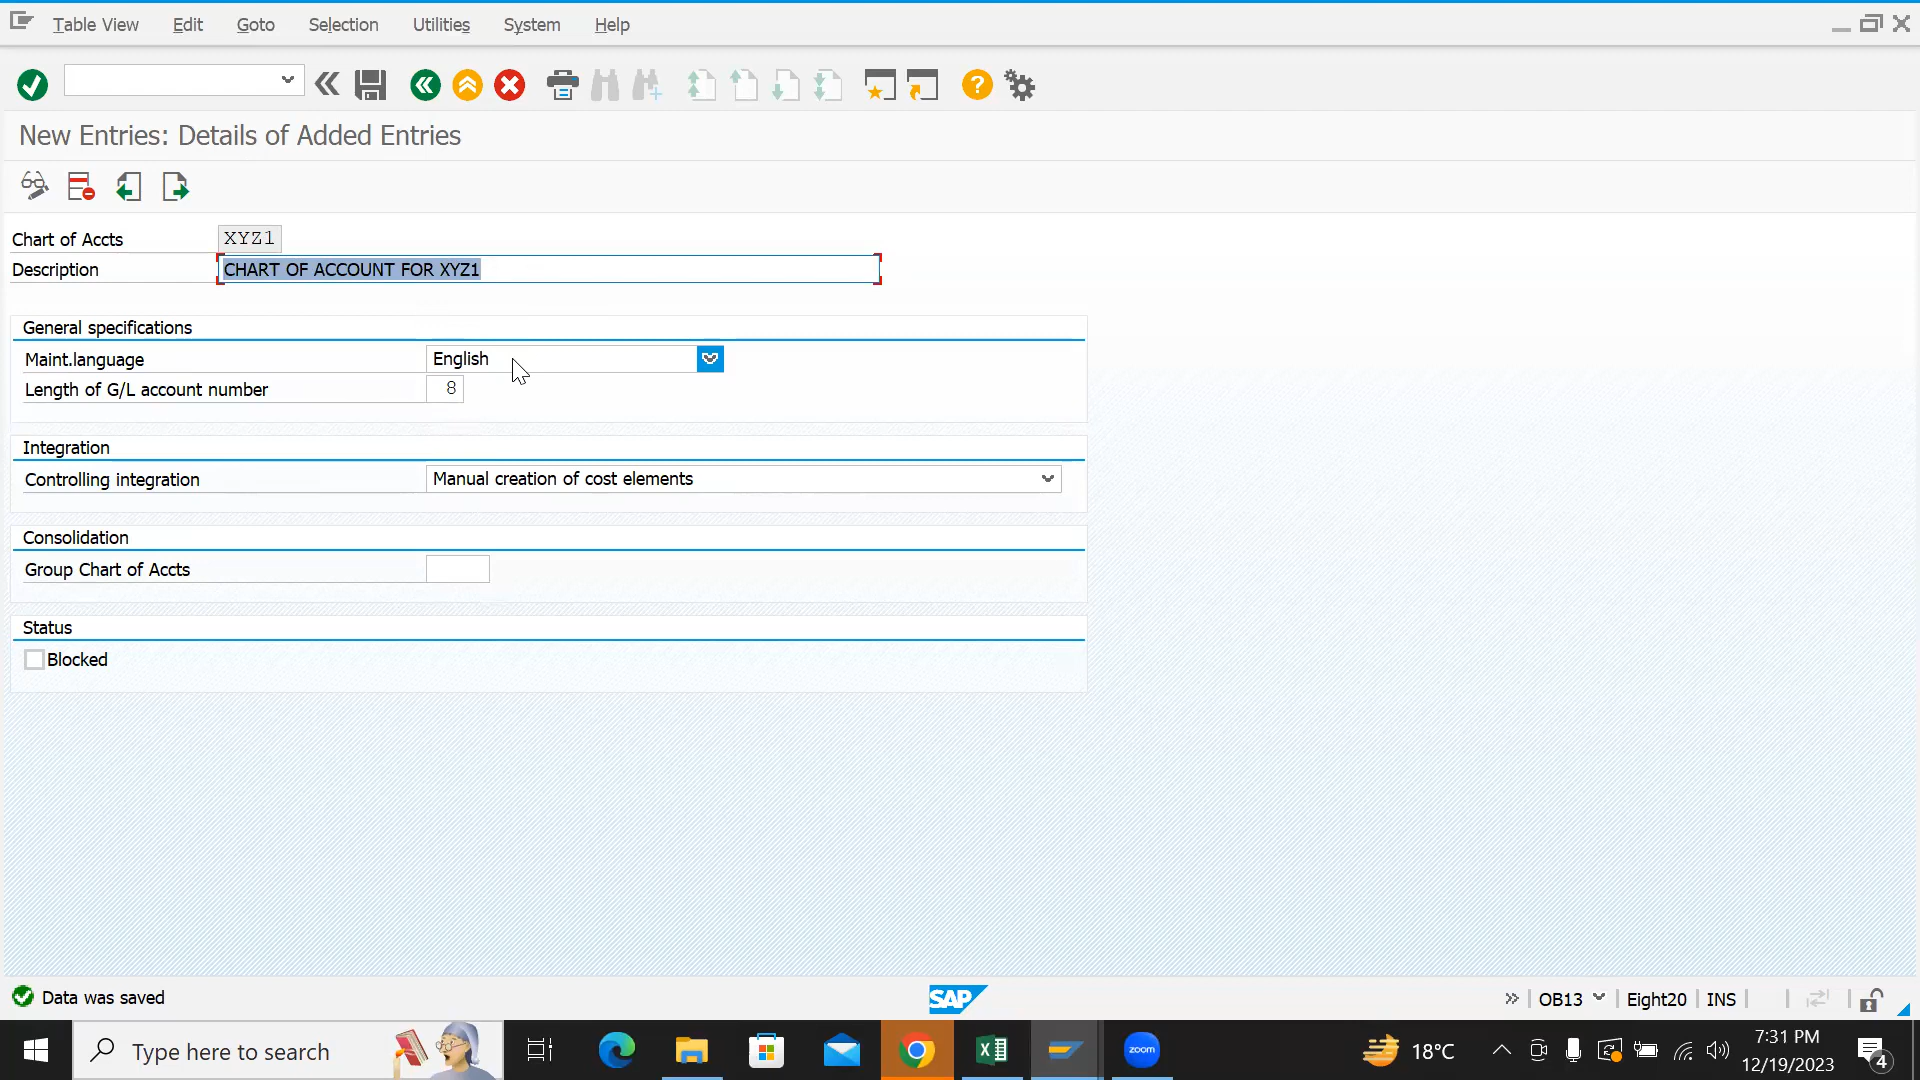 Table View Edit Goto Selection Utilities System Help
New Entries: Details of Added Entries
Chart of Accts XYZ1
Description CHART OF ACCOUNT FOR XYZ1
General specifications
Maint.language English
Length of G/L account number 8
Integration
Controlling integration Manual creation of cost elements
Consolidation
Group Chart of Accts
Status
Blocked
Data was saved SAP OB13 Eight20 INS
Type here to search zoom 18°C 7:31 PM
12/19/2023 4